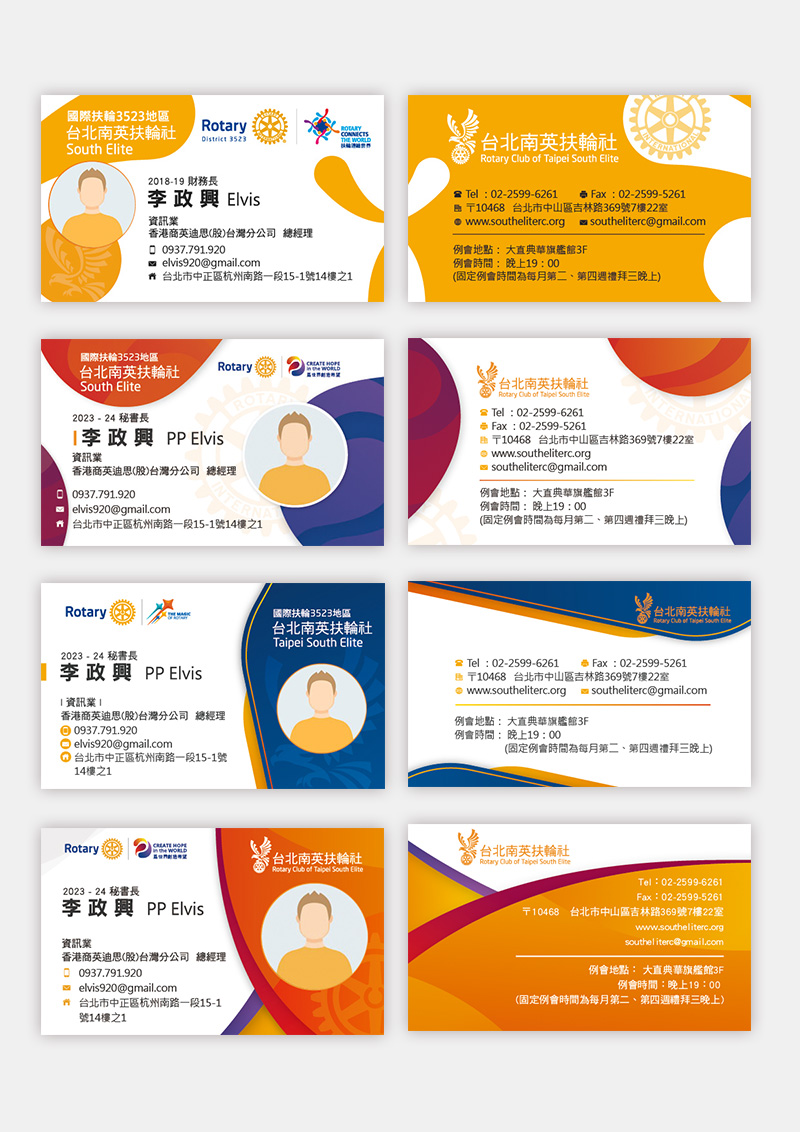 國際扶輪3523地區
台北南英扶輪社
South Elite
Rotary
District 3523
ROTARY
CONNECTS
THE WORLD
扶輪連結世界
2018-19 財務長
李政興 Elvis
資訊業
香港商英迪思(股)台灣分公司 總經理
0937.791.920
elvis920@gmail.com
台北市中正區杭州南路一段15-1號14樓之1
台北南英扶輪社
Rotary Club of Taipei South Elite
INTERNATIONAL
Tel : 02-2599-6261 Fax : 02-2599-5261
〒10468 台北市中山區吉林路369號7樓22室
www.southeliterc.org southeliterc@gmail.com
例會地點： 大直典華旗艦館3F
例會時間： 晚上19：00
(固定例會時間為每月第二、第四週禮拜三晚上)
國際扶輪3523地區
台北南英扶輪社
South Elite
Rotary
CREATE HOPE
in the WORLD
為世界創造希望
ROTARY
INTERNATIONAL
2023 - 24 秘書長
李政興 PP Elvis
資訊業
香港商英迪思(股)台灣分公司 總經理
0937.791.920
elvis920@gmail.com
台北市中正區杭州南路一段15-1號14樓之1
台北南英扶輪社
Rotary Club of Taipei South Elite
INTERNATIONAL
Tel : 02-2599-6261
Fax : 02-2599-5261
〒10468 台北市中山區吉林路369號7樓22室
www.southeliterc.org
southeliterc@gmail.com
例會地點： 大直典華旗艦館3F
例會時間： 晚上19：00
(固定例會時間為每月第二、第四週禮拜三晚上)
Rotary
THE MAGIC
OF ROTARY
國際扶輪3523地區
台北南英扶輪社
Taipei South Elite
2023 - 24 秘書長
李政興 PP Elvis
| 資訊業 |
香港商英迪思(股)台灣分公司 總經理
0937.791.920
elvis920@gmail.com
台北市中正區杭州南路一段15-1號
14樓之1
台北南英扶輪社
Rotary Club of Taipei South Elite
Tel : 02-2599-6261 Fax : 02-2599-5261
〒10468 台北市中山區吉林路369號7樓22室
www.southeliterc.org southeliterc@gmail.com
例會地點： 大直典華旗艦館3F
例會時間： 晚上19：00
(固定例會時間為每月第二、第四週禮拜三晚上)
Rotary
CREATE HOPE
in the WORLD
為世界創造希望
台北南英扶輪社
Rotary Club of Taipei South Elite
2023 - 24 秘書長
李政興 PP Elvis
資訊業
香港商英迪思(股)台灣分公司 總經理
0937.791.920
elvis920@gmail.com
台北市中正區杭州南路一段15-1
號14樓之1
台北南英扶輪社
Rotary Club of Taipei South Elite
Tel：02-2599-6261
Fax：02-2599-5261
〒10468 台北市中山區吉林路369號7樓22室
www.southeliterc.org
southeliterc@gmail.com
例會地點： 大直典華旗艦館3F
例會時間：晚上19：00
(固定例會時間為每月第二、第四週禮拜三晚上)